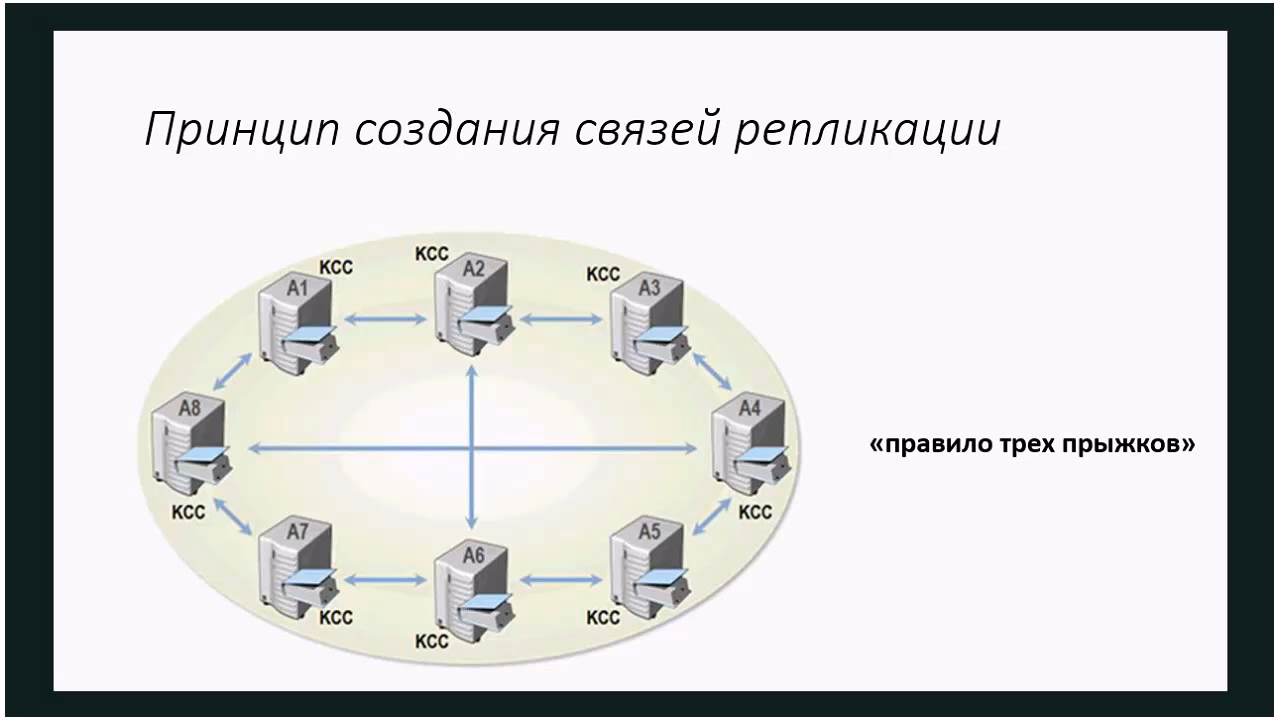 Принцип создания связей репликации
KCC
A1
KCC
A2
KCC
A3
A8
KCC
A4
KCC
«правило трех прыжков»
A7
KCC
A6
KCC
A5
KCC